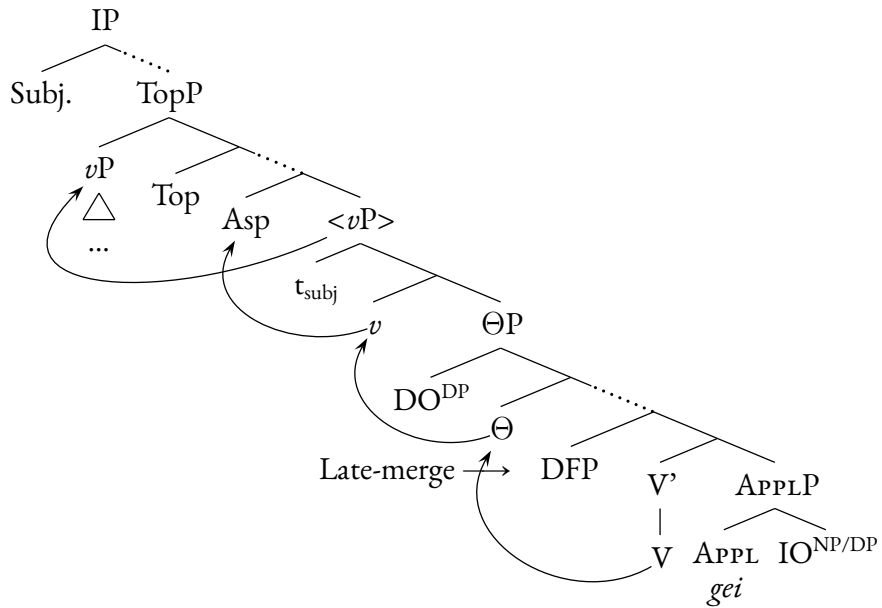 IP
Subj. TopP
vP Top
... Asp <vP>
t_subj
v ΘP
DO^DP
Θ
Late-merge DFP V' APPLP
V APPL IO^NP/DP
gei